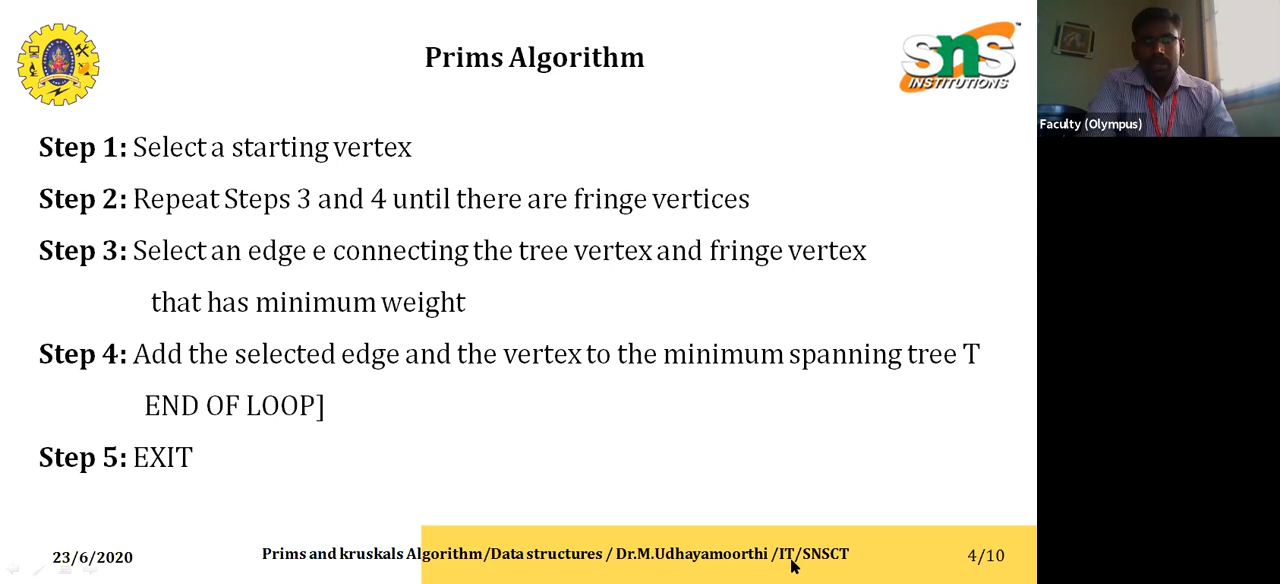 Prims Algorithm
SNS
INSTITUTIONS
Faculty (Olympus)
Step 1: Select a starting vertex
Step 2: Repeat Steps 3 and 4 until there are fringe vertices
Step 3: Select an edge e connecting the tree vertex and fringe vertex
that has minimum weight
Step 4: Add the selected edge and the vertex to the minimum spanning tree T
END OF LOOP]
Step 5: EXIT
23/6/2020
Prims and kruskals Algorithm/Data structures / Dr.M.Udhayamoorthi /IT/SNSCT
4/10